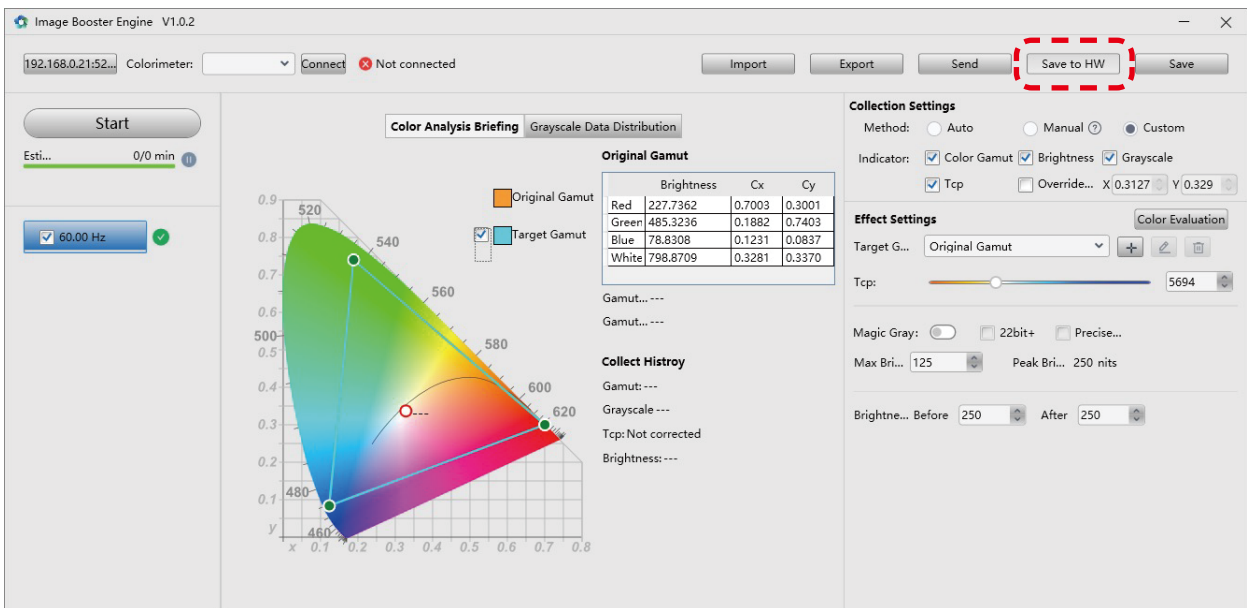 Image Booster Engine V1.0.2
192.168.0.21:52... Colorimeter: Connect Not connected Import Export Send Save to HW Save
Start
Esti... 0/0 min
60.00 Hz
Color Analysis Briefing Grayscale Data Distribution
Original Gamut
Target Gamut
0.9
0.8
0.7
0.6
0.5
0.4
0.3
0.2
0.1
y
x 0.1 0.2 0.3 0.4 0.5 0.6 0.7 0.8
520
540
560
500
580
600
620
480
460
---
Original Gamut
Brightness Cx Cy
Red 227.7362 0.7003 0.3001
Green 485.3236 0.1882 0.7403
Blue 78.8308 0.1231 0.0837
White 798.8709 0.3281 0.3370
Gamut... ---
Gamut... ---
Collect Histroy
Gamut: ---
Grayscale ---
Tcp: Not corrected
Brightness: ---
Collection Settings
Method: Auto Manual ? Custom
Indicator: Color Gamut Brightness Grayscale
Tcp Override... X 0.3127 Y 0.329
Effect Settings Color Evaluation
Target G... Original Gamut +
Tcp: 5694
Magic Gray: 22bit+ Precise...
Max Bri... 125 Peak Bri... 250 nits
Brightne... Before 250 After 250